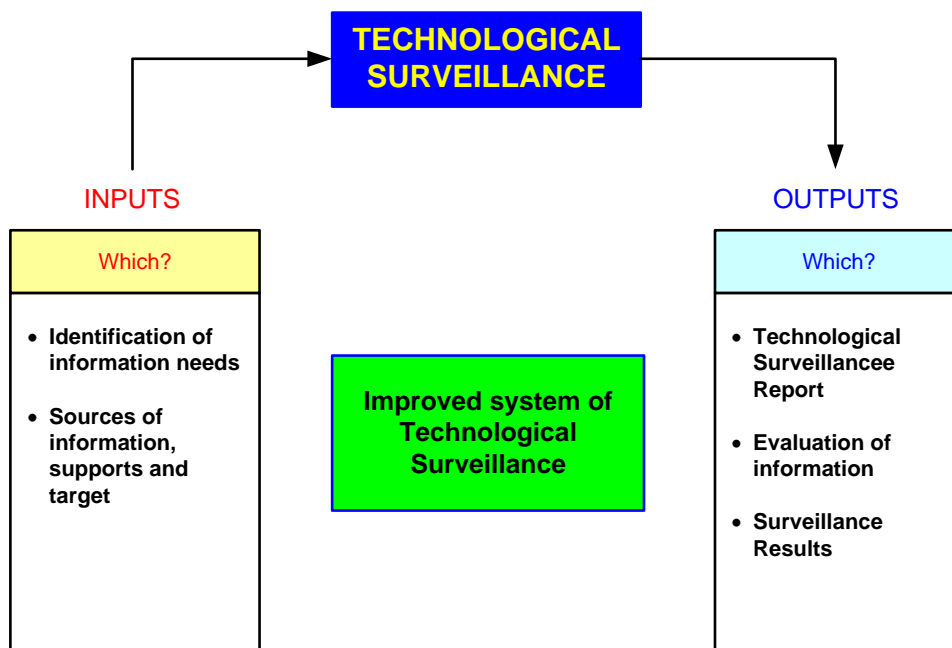 TECHNOLOGICAL
SURVEILLANCE
INPUTS
Which?
• Identification of
information needs
• Sources of
information,
supports and
target
Improved system of
Technological
Surveillance
OUTPUTS
Which?
• Technological
Surveillancee
Report
• Evaluation of
information
• Surveillance
Results